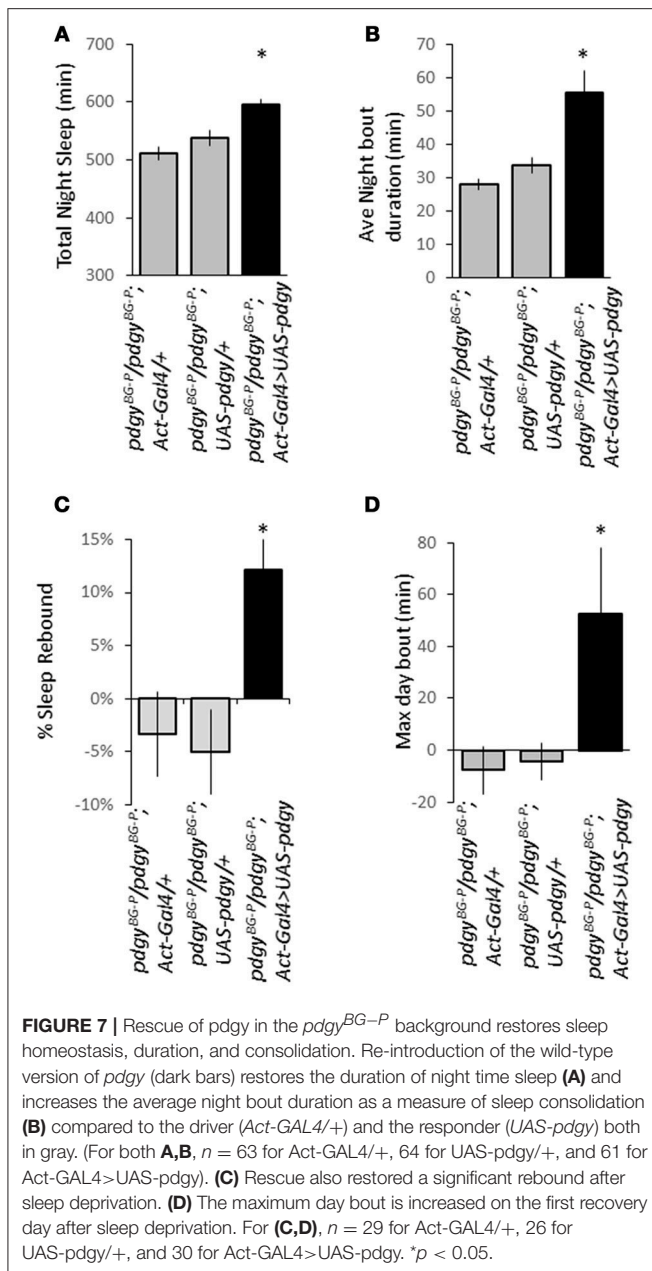 A
B
700
600
500
400
300
Total Night Sleep (min)
*
pdgy^BG-P/pdgy^BG-P;
Act-Gal4/+
pdgy^BG-P/pdgy^BG-P;
UAS-pdgy/+
pdgy^BG-P/pdgy^BG-P;
Act-Gal4>UAS-pdgy
70
60
50
40
30
20
10
0
Ave Night bout
duration (min)
*
pdgy^BG-P/pdgy^BG-P;
Act-Gal4/+
pdgy^BG-P/pdgy^BG-P;
UAS-pdgy/+
pdgy^BG-P/pdgy^BG-P;
Act-Gal4>UAS-pdgy
C
D
15%
10%
5%
0%
-5%
-10%
% Sleep Rebound
*
pdgy^BG-P/pdgy^BG-P;
Act-Gal4/+
pdgy^BG-P/pdgy^BG-P;
UAS-pdgy/+
pdgy^BG-P/pdgy^BG-P;
Act-Gal4>UAS-pdgy
80
60
40
20
0
-20
Max day bout (min)
*
pdgy^BG-P/pdgy^BG-P;
Act-Gal4/+
pdgy^BG-P/pdgy^BG-P;
UAS-pdgy/+
pdgy^BG-P/pdgy^BG-P;
Act-Gal4>UAS-pdgy
FIGURE 7 | Rescue of pdgy in the pdgy^BG–P background restores sleep
homeostasis, duration, and consolidation. Re-introduction of the wild-type
version of pdgy (dark bars) restores the duration of night time sleep (A) and
increases the average night bout duration as a measure of sleep consolidation
(B) compared to the driver (Act-GAL4/+) and the responder (UAS-pdgy) both
in gray. (For both A,B, n = 63 for Act-GAL4/+, 64 for UAS-pdgy/+, and 61 for
Act-GAL4>UAS-pdgy). (C) Rescue also restored a significant rebound after
sleep deprivation. (D) The maximum day bout is increased on the first recovery
day after sleep deprivation. For (C,D), n = 29 for Act-GAL4/+, 26 for
UAS-pdgy/+, and 30 for Act-GAL4>UAS-pdgy. *p < 0.05.